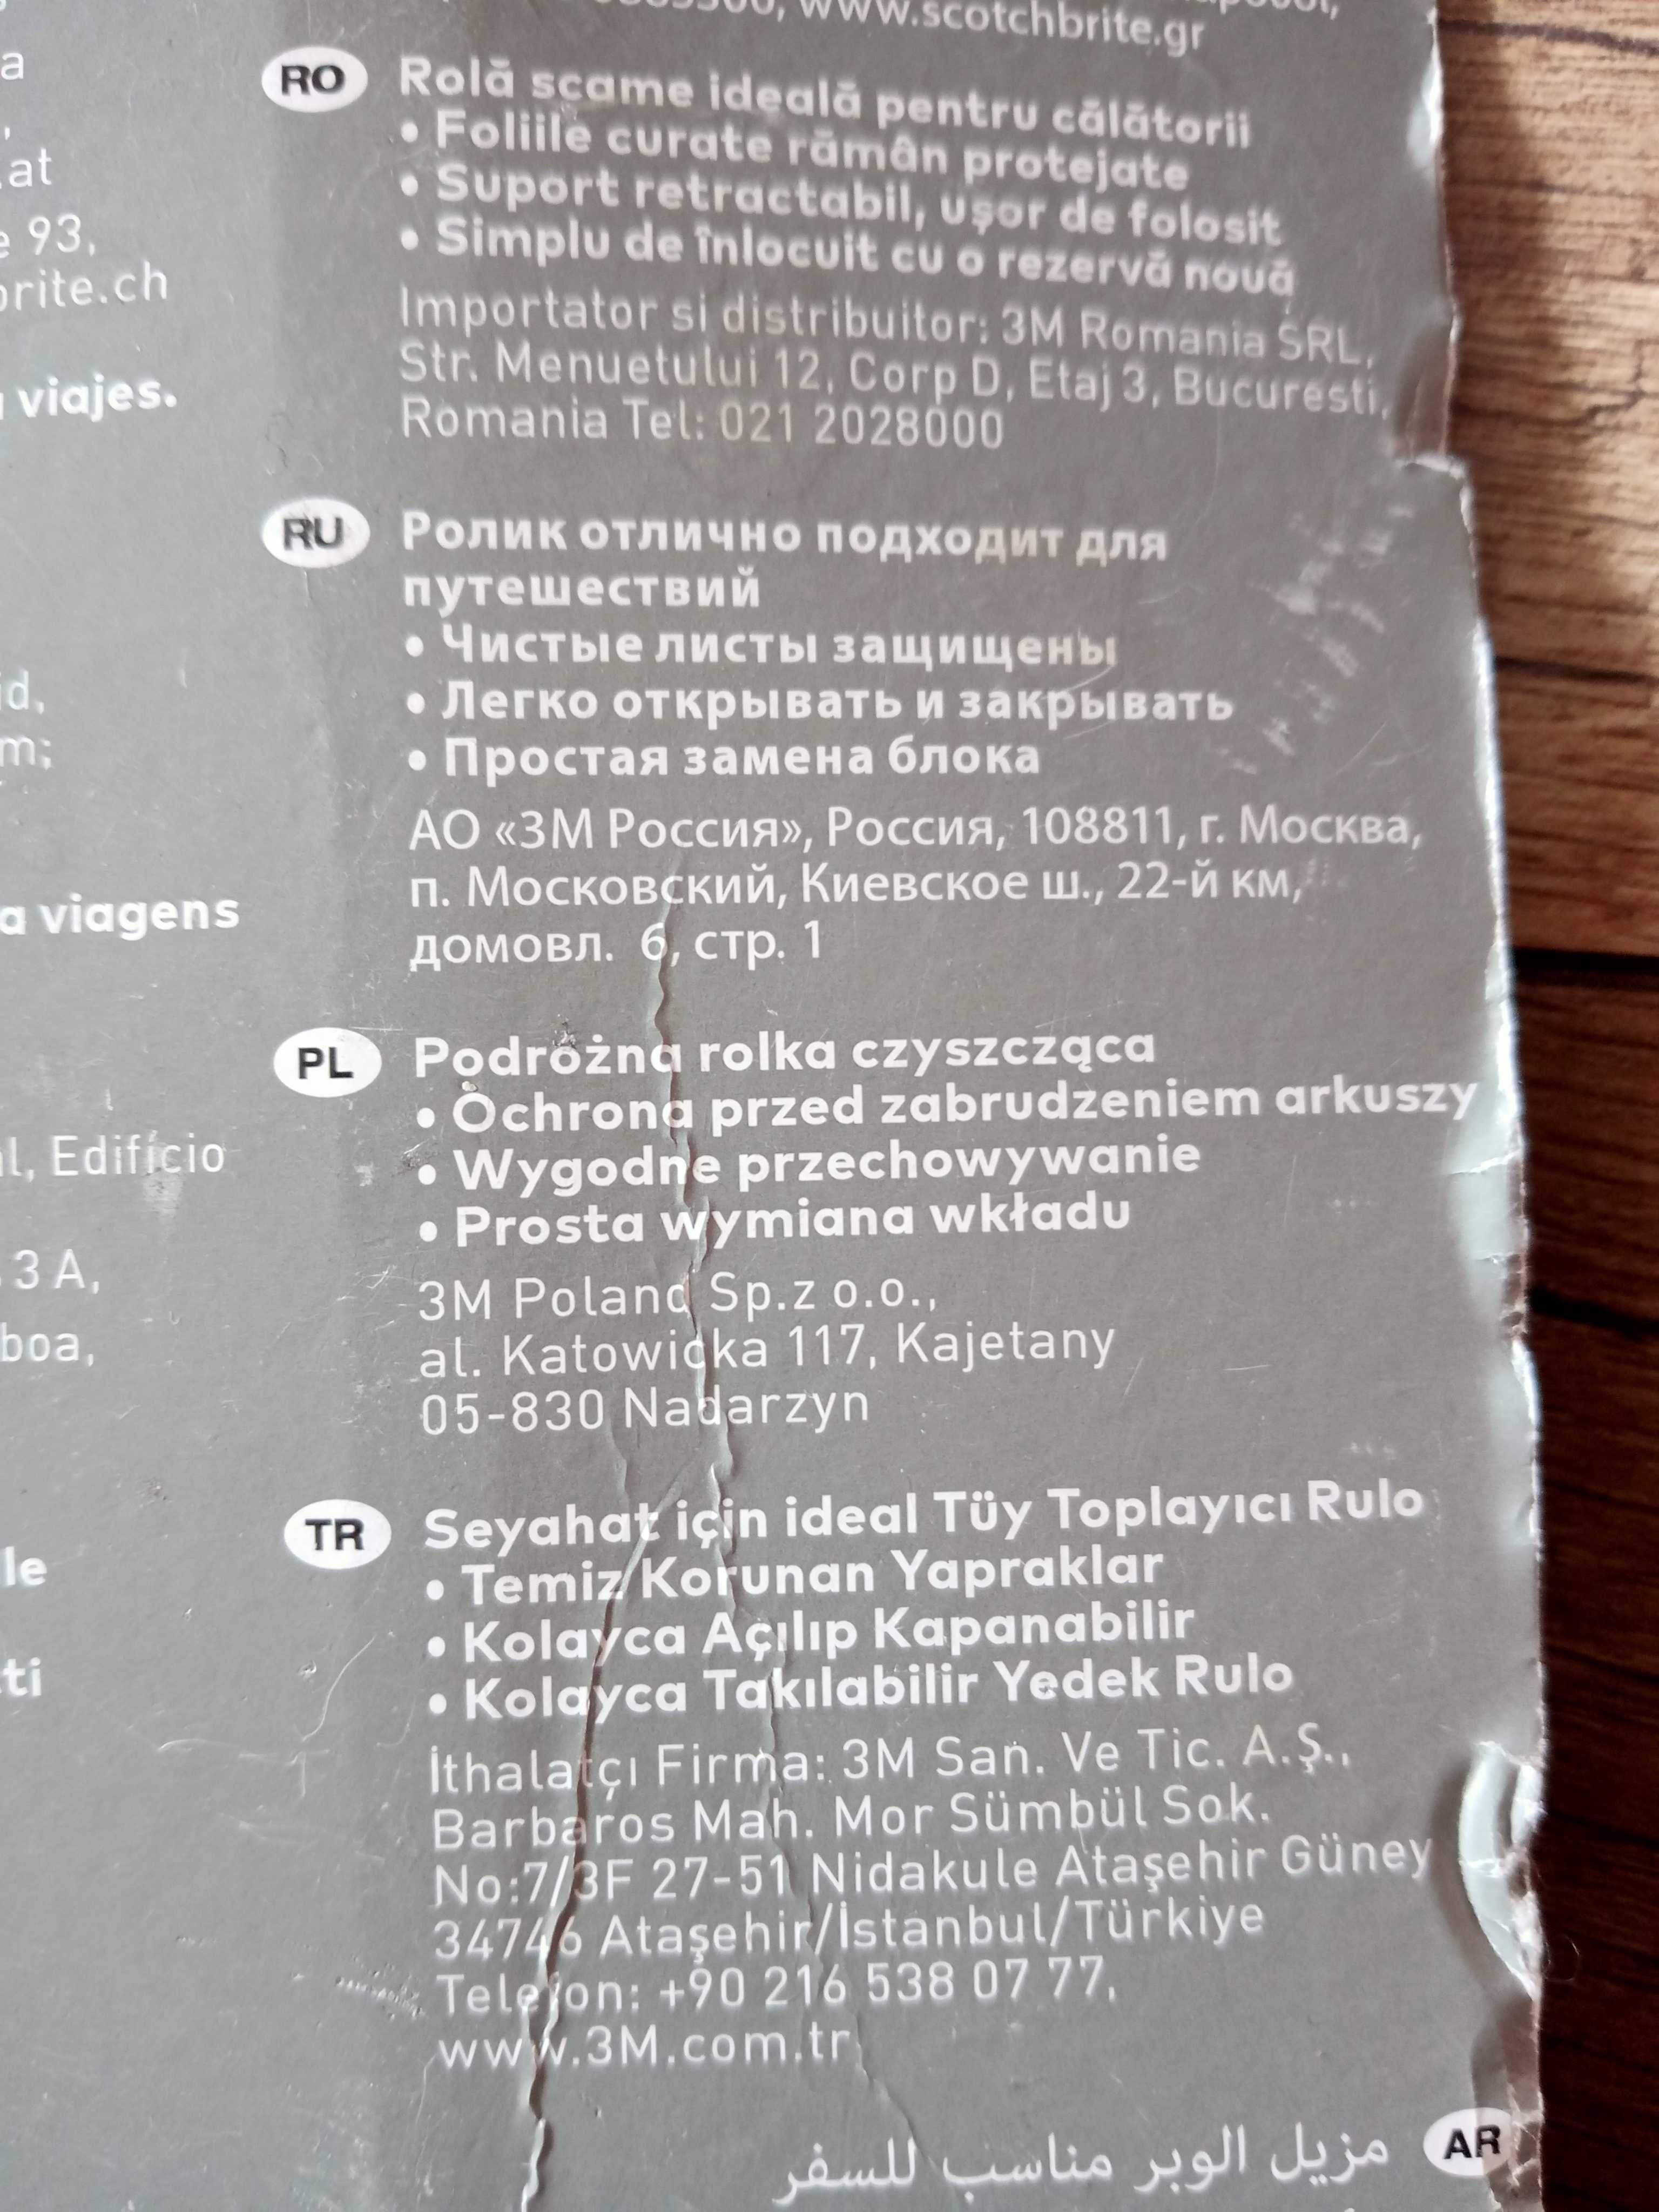 www.scotchbrite.gr
a
,
.at
93,
brite.ch
viajes.
id,
m;
a viagens
l, Edifício
3 A,
boa,
le
ti
RO Rolă scame ideală pentru călătorii
• Foliile curate rămân protejate
• Suport retractabil, ușor de folosit
• Simplu de înlocuit cu o rezervă nouă
Importator si distribuitor: 3M Romania SRL,
Str. Menuetului 12, Corp D, Etaj 3, Bucuresti,
Romania Tel: 021 2028000
RU Ролик отлично подходит для
путешествий
• Чистые листы защищены
• Легко открывать и закрывать
• Простая замена блока
АО «3М Россия», Россия, 108811, г. Москва,
п. Московский, Киевское ш., 22-й км,
домовл. 6, стр. 1
PL Podróżna rolka czyszcząca
• Ochrona przed zabrudzeniem arkuszy
• Wygodne przechowywanie
• Prosta wymiana wkładu
3M Poland Sp.z o.o.,
al. Katowicka 117, Kajetany
05-830 Nadarzyn
TR Seyahat için ideal Tüy Toplayıcı Rulo
• Temiz Korunan Yapraklar
• Kolayca Açılıp Kapanabilir
• Kolayca Takılabilir Yedek Rulo
İthalatçı Firma: 3M San. Ve Tic. A.Ş.,
Barbaros Mah. Mor Sümbül Sok.
No:7/3F 27-51 Nidakule Ataşehir Güney
34746 Ataşehir/İstanbul/Türkiye
Telefon: +90 216 538 07 77,
www.3M.com.tr
AR مزيل الوبر مناسب للسفر